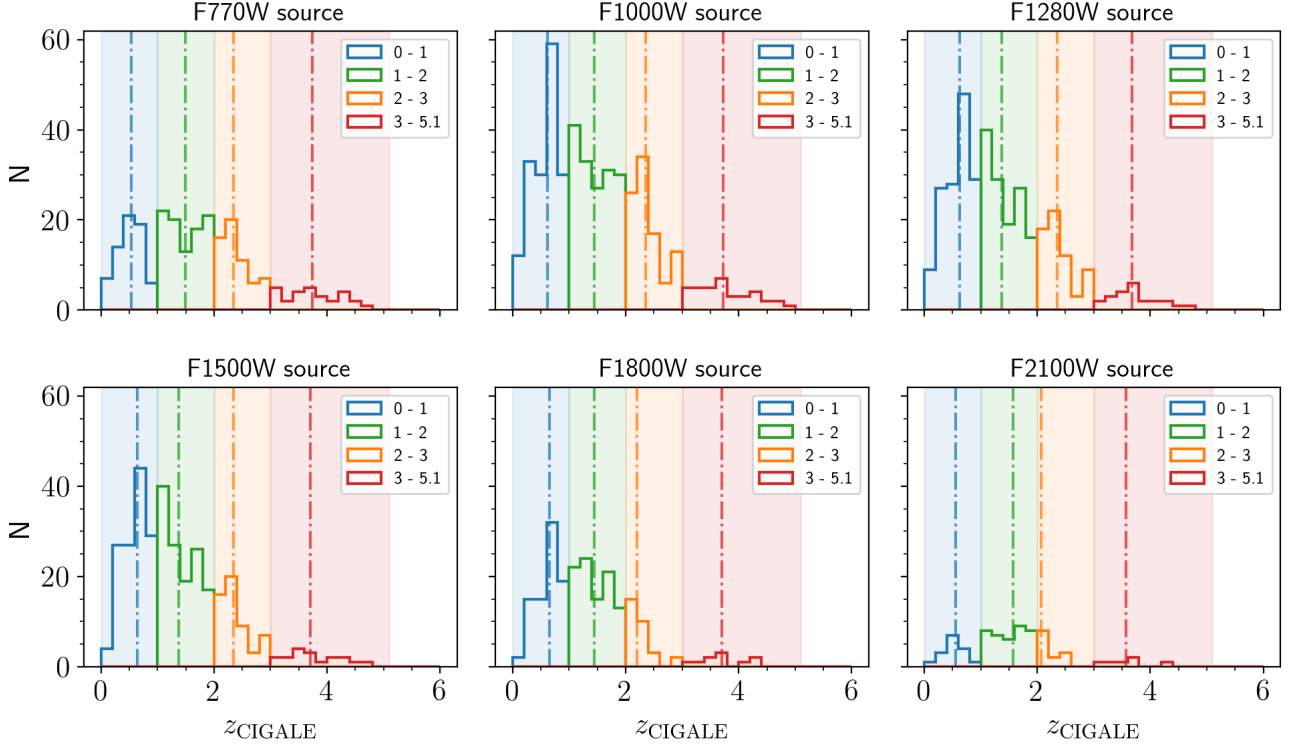 F770W source
F1000W source
F1280W source
60
40
20
0
N
0 - 1
1 - 2
2 - 3
3 - 5.1
0 - 1
1 - 2
2 - 3
3 - 5.1
0 - 1
1 - 2
2 - 3
3 - 5.1
F1500W source
F1800W source
F2100W source
60
40
20
0
N
0 - 1
1 - 2
2 - 3
3 - 5.1
0 - 1
1 - 2
2 - 3
3 - 5.1
0 - 1
1 - 2
2 - 3
3 - 5.1
0 2 4 6
0 2 4 6
0 2 4 6
zCIGALE
zCIGALE
zCIGALE